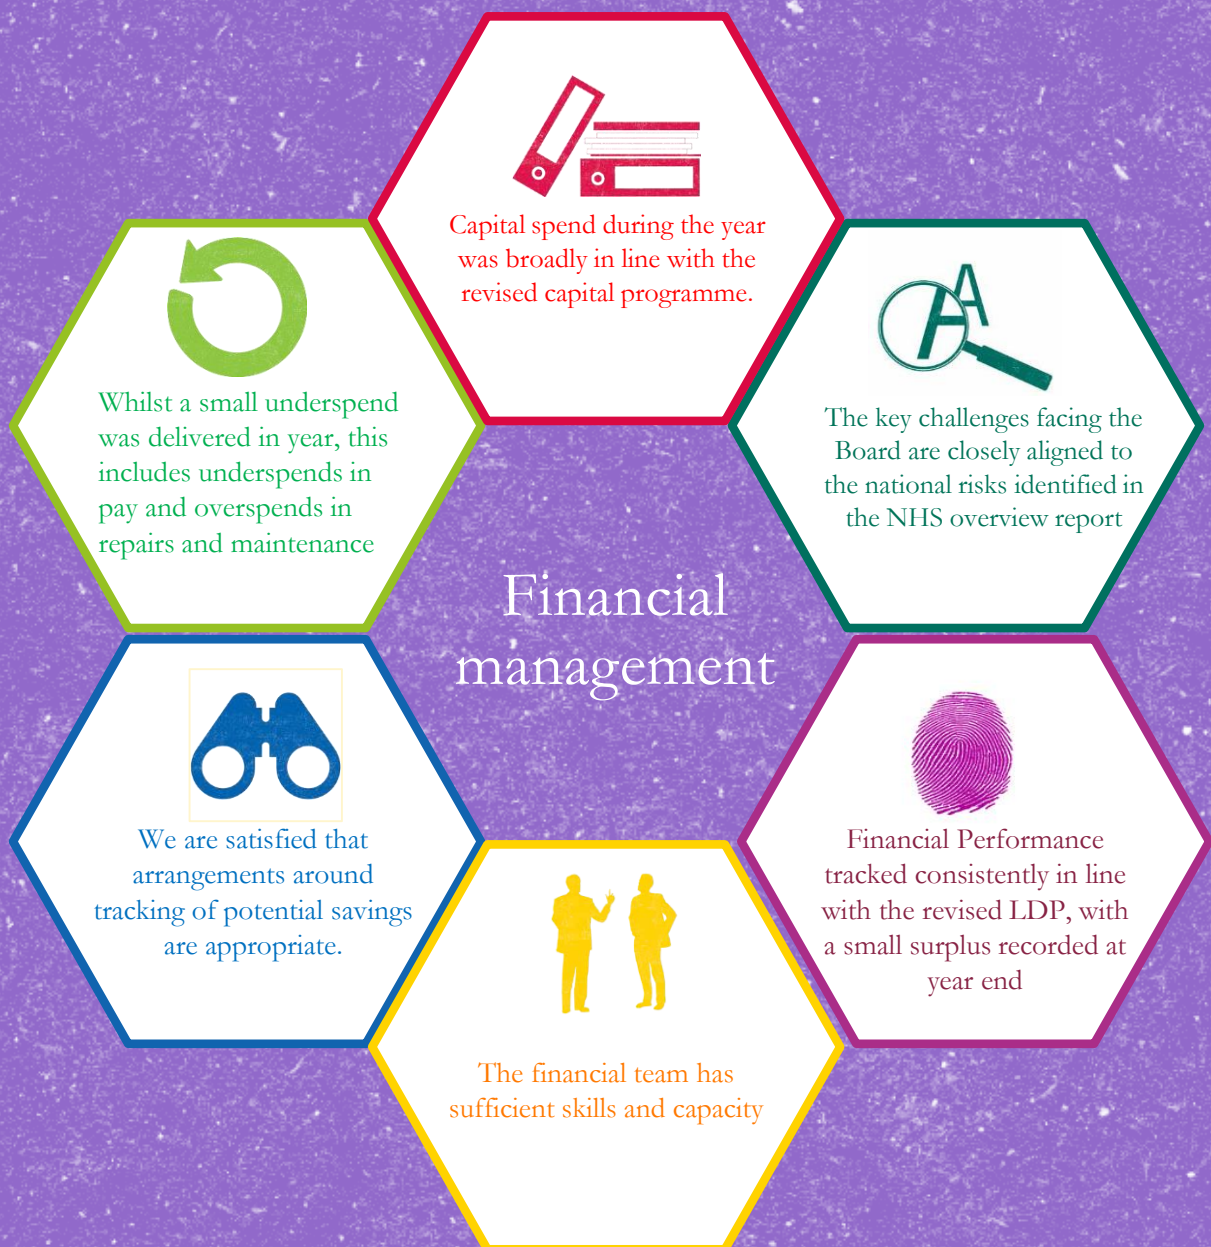 Capital spend during the year
was broadly in line with the
revised capital programme.
Whilst a small underspend
was delivered in year, this
includes underspends in
pay and overspends in
repairs and maintenance
The key challenges facing the
Board are closely aligned to
the national risks identified in
the NHS overview report
Financial
management
We are satisfied that
arrangements around
tracking of potential savings
are appropriate.
Financial Performance
tracked consistently in line
with the revised LDP, with
a small surplus recorded at
year end
The financial team has
sufficient skills and capacity